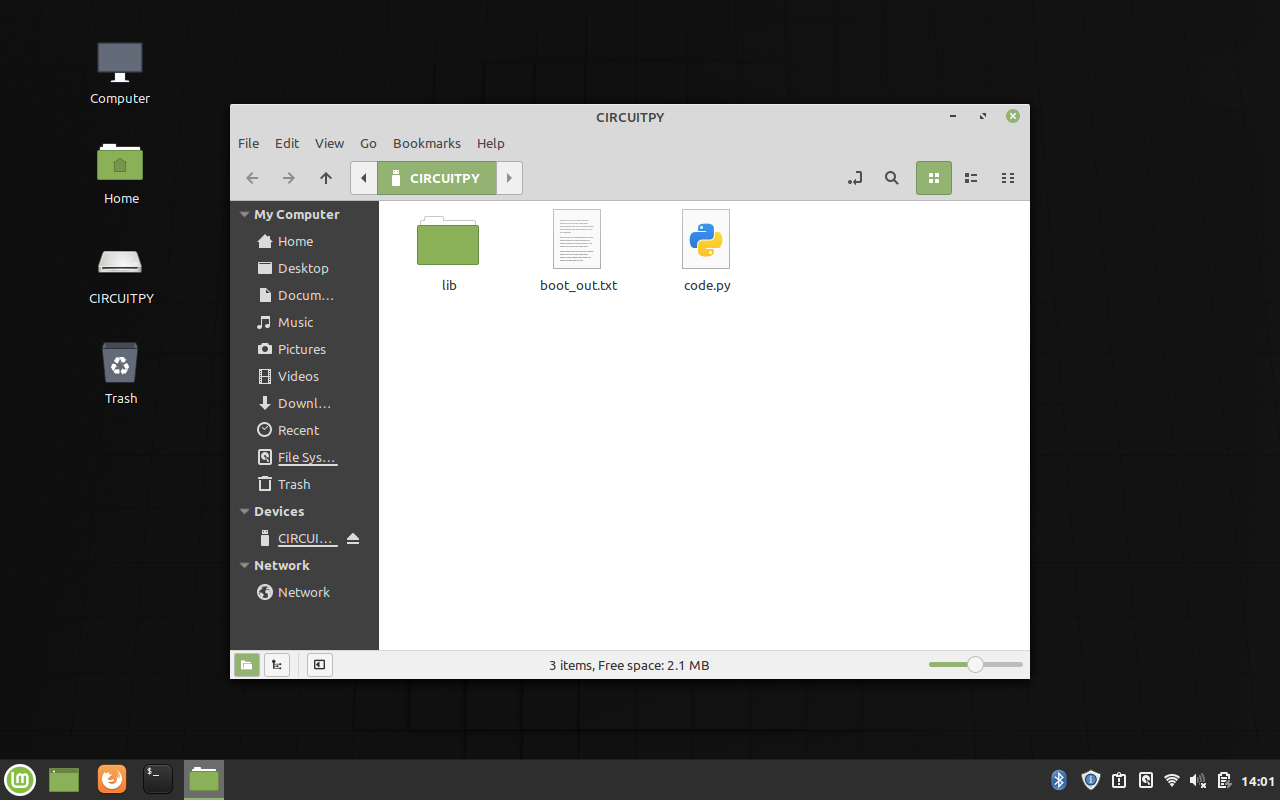 Computer
Home
CIRCUITPY
Trash
CIRCUITPY
File Edit View Go Bookmarks Help
CIRCUITPY
My Computer
Home
Desktop
Docum...
Music
Pictures
Videos
Downl...
Recent
File Sys...
Trash
Devices
CIRCUI...
Network
Network
lib
boot_out.txt
code.py
3 items, Free space: 2.1 MB
$_
14:01